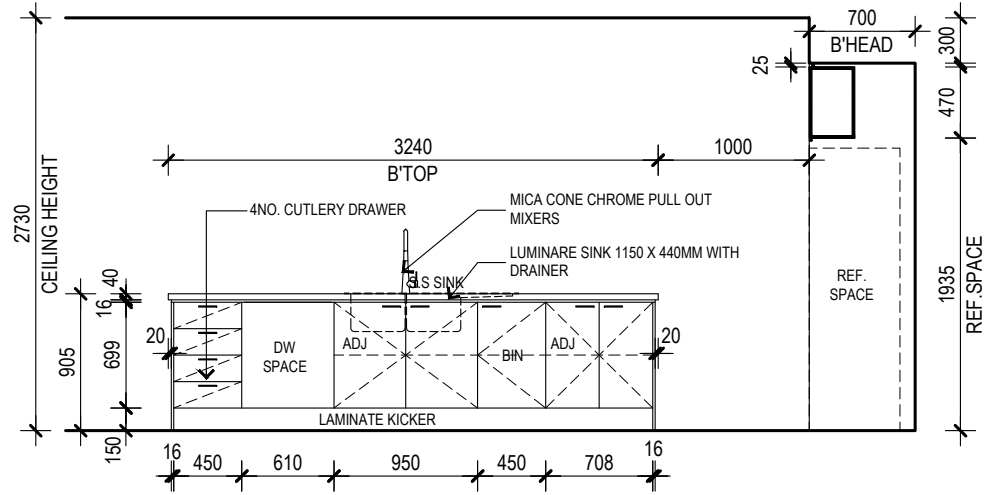 700
B'HEAD
300
25
470
3240
B'TOP
1000
CEILING HEIGHT
2730
4NO. CUTLERY DRAWER
MICA CONE CHROME PULL OUT
MIXERS
LUMINARE SINK 1150 X 440MM WITH
DRAINER
S/S SINK
40
16
20
905
699
150
DW
SPACE
ADJ
BIN
ADJ
20
REF.
SPACE
1935
REF.SPACE
LAMINATE KICKER
16
450
610
950
450
708
16